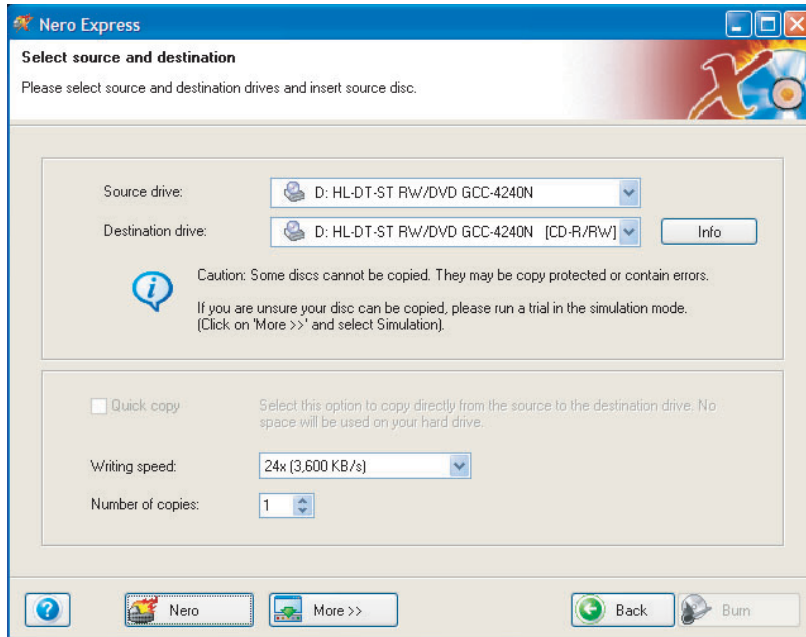 Nero Express
Select source and destination
Please select source and destination drives and insert source disc.
Source drive: D: HL-DT-ST RW/DVD GCC-4240N
Destination drive: D: HL-DT-ST RW/DVD GCC-4240N [CD-R/RW] Info
Caution: Some discs cannot be copied. They may be copy protected or contain errors.
If you are unsure your disc can be copied, please run a trial in the simulation mode.
(Click on 'More >>' and select Simulation).
Quick copy Select this option to copy directly from the source to the destination drive. No
space will be used on your hard drive.
Writing speed: 24x (3,600 KB/s)
Number of copies: 1
Nero More >> Back Burn